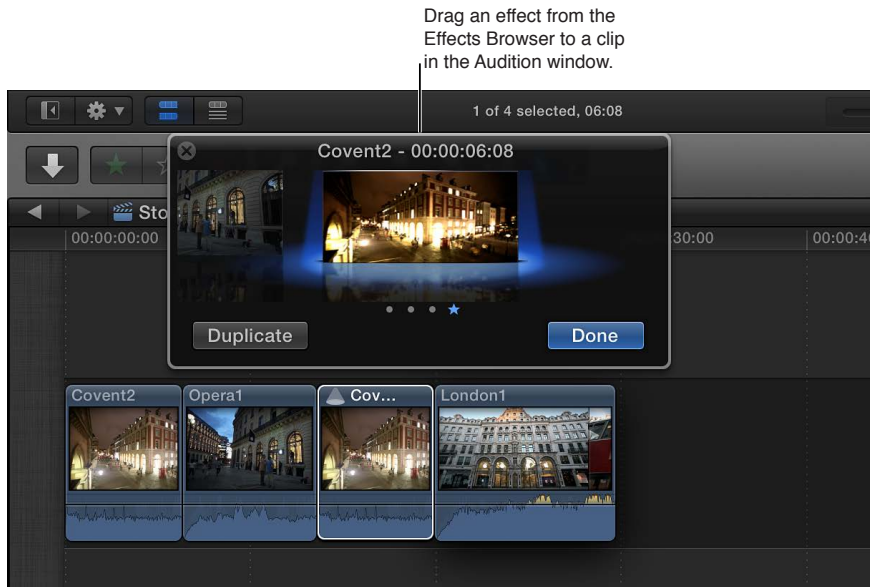 Drag an effect from the
Effects Browser to a clip
in the Audition window.
1 of 4 selected, 06:08
Covent2 - 00:00:06:08
Sto
00:00:00:00
30:00
00:00:4
Duplicate
Done
Covent2
Opera1
Cov...
London1